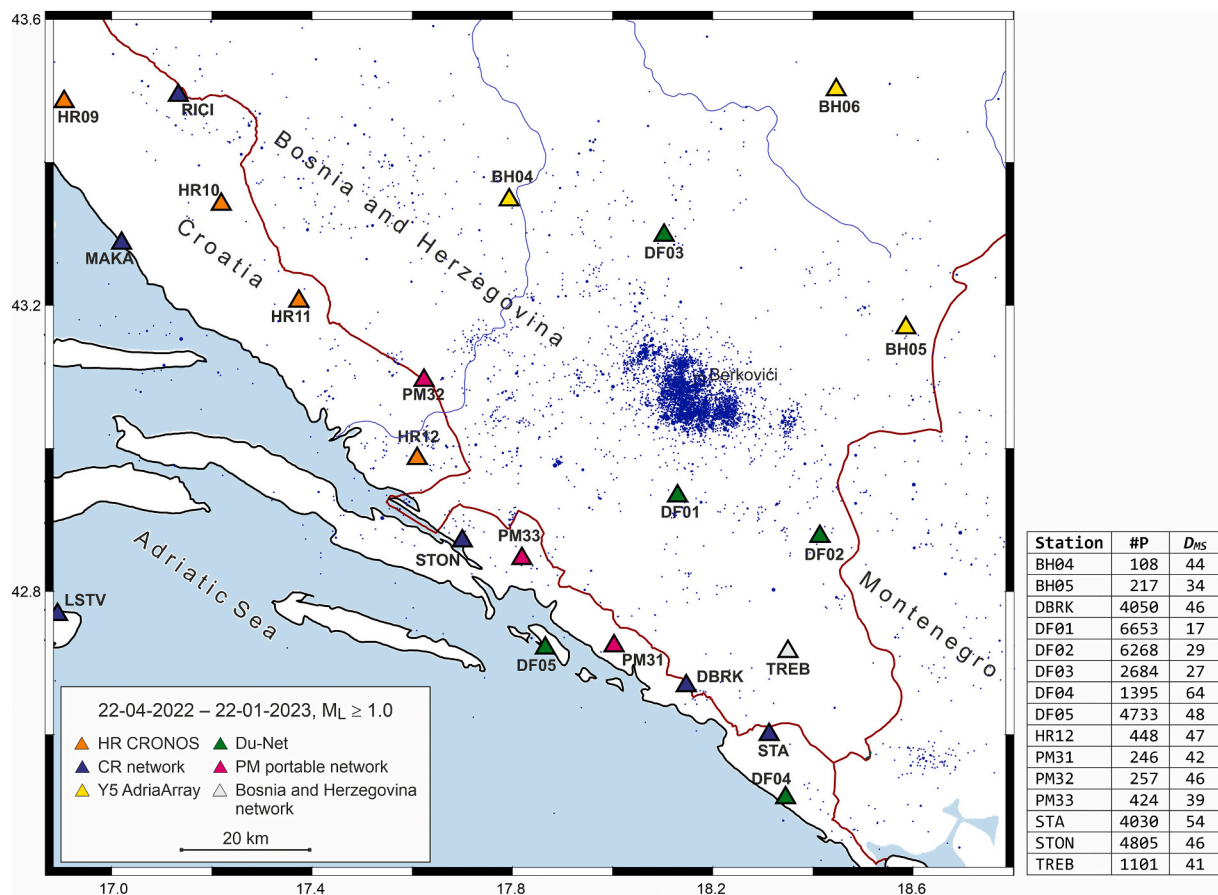 43.6
HR09
RICI
BH06
Bosnia and Herzegovina
BH04
HR10
Croatia
MAKA
DF03
43.2
HR11
BH05
PM32
Berkovići
HR12
DF01
STON
PM33
DF02
42.8
Adriatic Sea
Montenegro
LSTV
DF05
PM31
TREB
DBRK
STA
DF04
22-04-2022 – 22-01-2023, ML ≥ 1.0
HR CRONOS
Du-Net
CR network
PM portable network
Y5 AdriaArray
Bosnia and Herzegovina
network
20 km
17.0 17.4 17.8 18.2 18.6
Station #P DMS
BH04 108 44
BH05 217 34
DBRK 4050 46
DF01 6653 17
DF02 6268 29
DF03 2684 27
DF04 1395 64
DF05 4733 48
HR12 448 47
PM31 246 42
PM32 257 46
PM33 424 39
STA 4030 54
STON 4805 46
TREB 1101 41